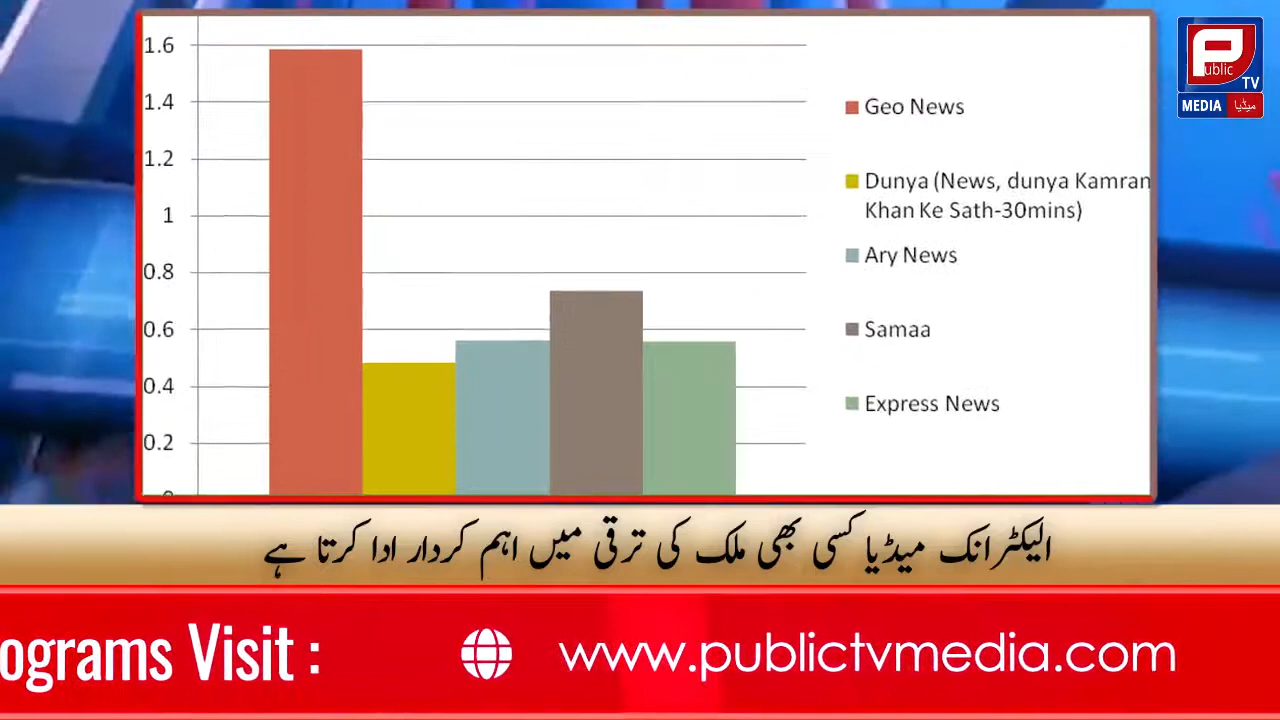 1.6
1.4
1.2
1
0.8
0.6
0.4
0.2
Geo News
Dunya (News, dunya Kamran
Khan Ke Sath-30mins)
Ary News
Samaa
Express News
Public
TV
MEDIA میڈیا
الیکٹرانک میڈیا کسی بھی ملک کی ترقی میں اہم کردار ادا کرتا ہے
ograms Visit :
www.publictvmedia.com